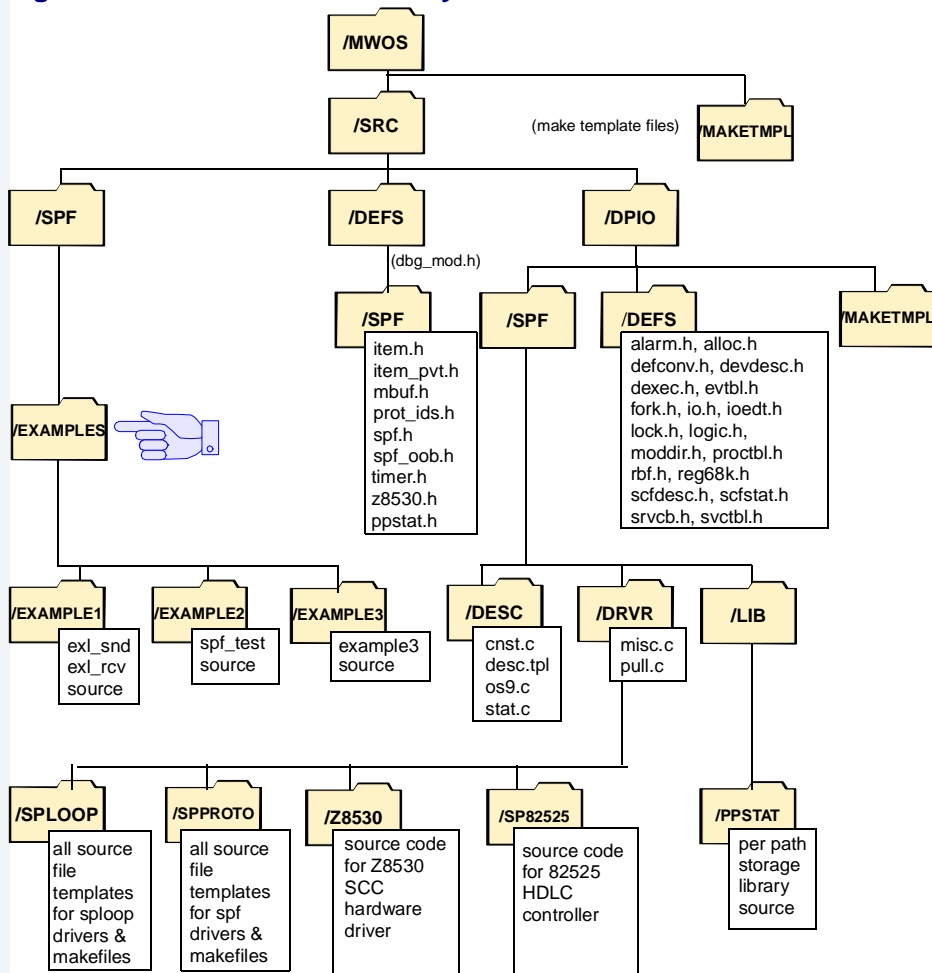 /MWOS
/SRC
(make template files)
/MAKETMPL
/SPF
/DEFS
/DPIO
(dbg_mod.h)
/SPF
/SPF
/DEFS
/MAKETMPL
item.h
item_pvt.h
mbuf.h
prot_ids.h
spf.h
spf_oob.h
timer.h
z8530.h
ppstat.h
alarm.h, alloc.h
defconv.h, devdesc.h
dexec.h, evtbl.h
fork.h, io.h, ioedt.h
lock.h, logic.h,
moddir.h, proctbl.h
rbf.h, reg68k.h
scfdesc.h, scfstat.h
srvcb.h, svctbl.h
/EXAMPLES
/EXAMPLE1
exl_snd
exl_rcv
source
/EXAMPLE2
spf_test
source
/EXAMPLE3
example3
source
/DESC
cnst.c
desc.tpl
os9.c
stat.c
/DRVR
misc.c
pull.c
/LIB
/SPLOOP
all source
file
templates
for sploop
drivers &
makefiles
/SPPROTO
all source
file
templates
for spf
drivers &
makefiles
/Z8530
source code
for Z8530
SCC
hardware
driver
/SP82525
source code
for 82525
HDLC
controller
/PPSTAT
per path
storage
library
source